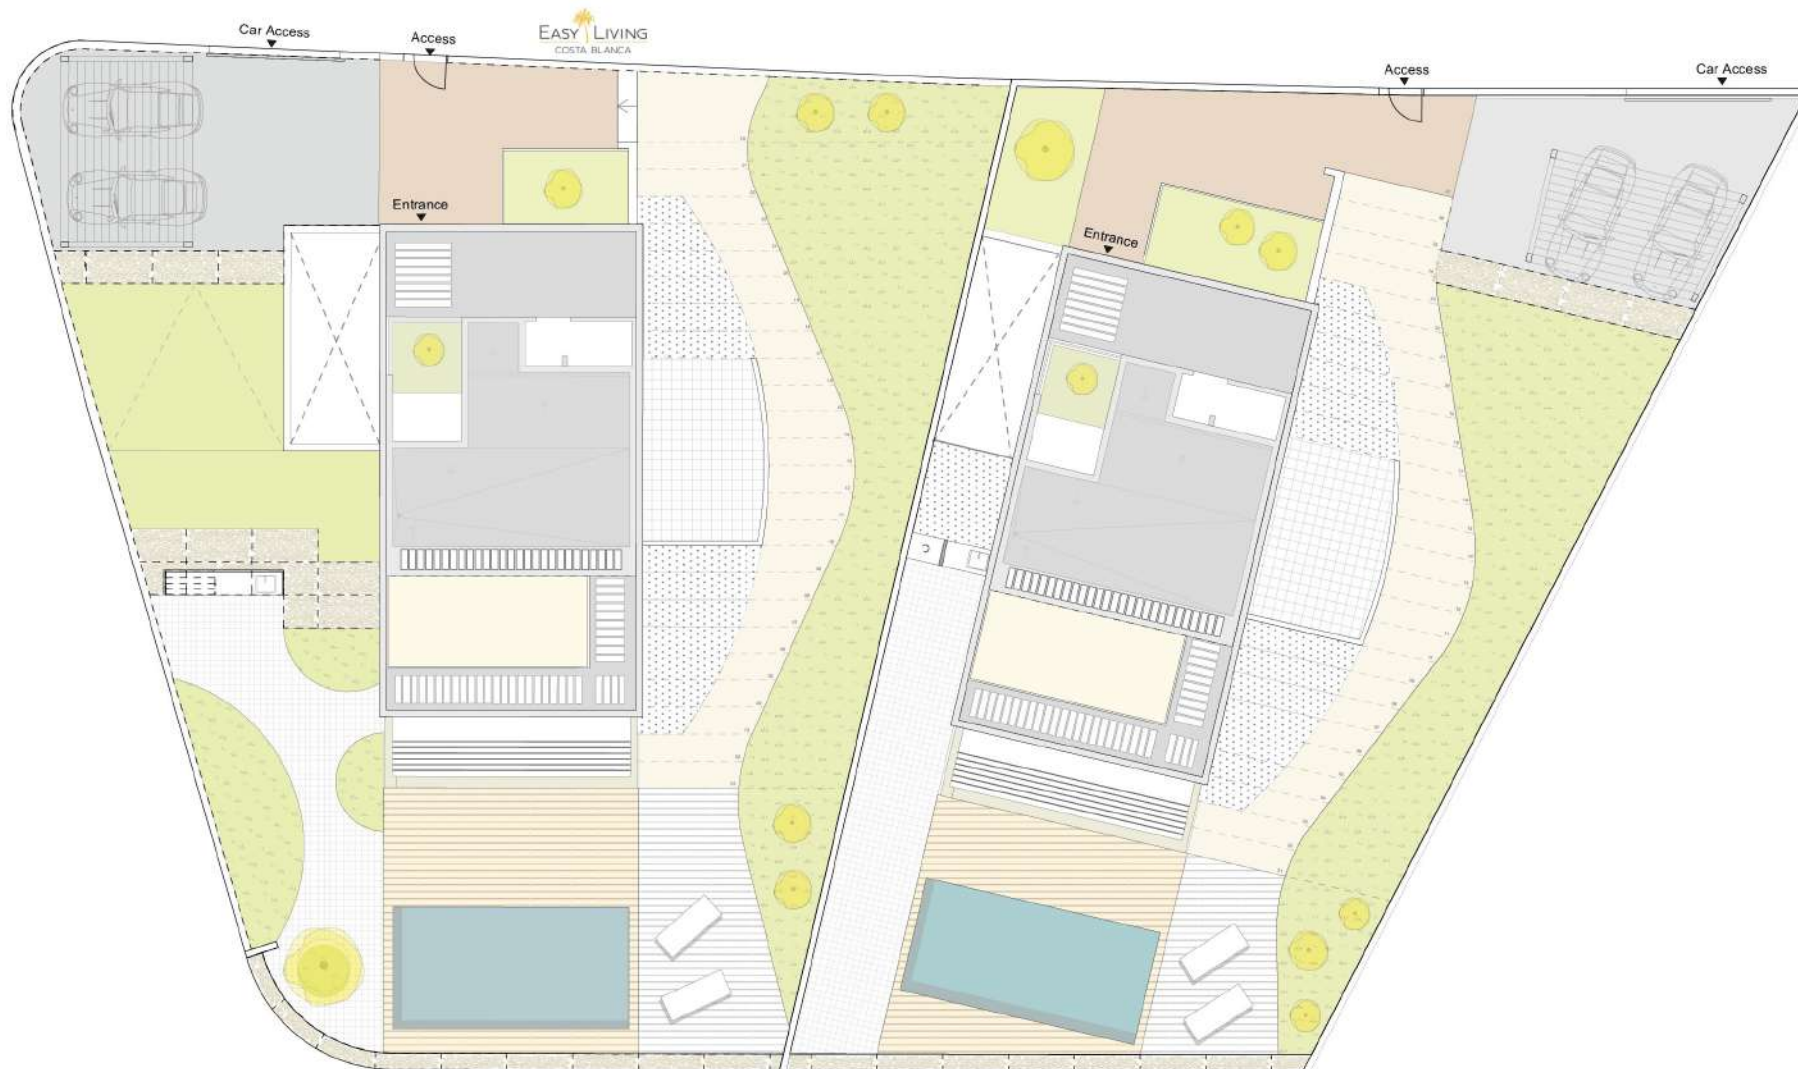 Car Access
Access
EASY LIVING
COSTA BLANCA
Access
Car Access
Entrance
Entrance